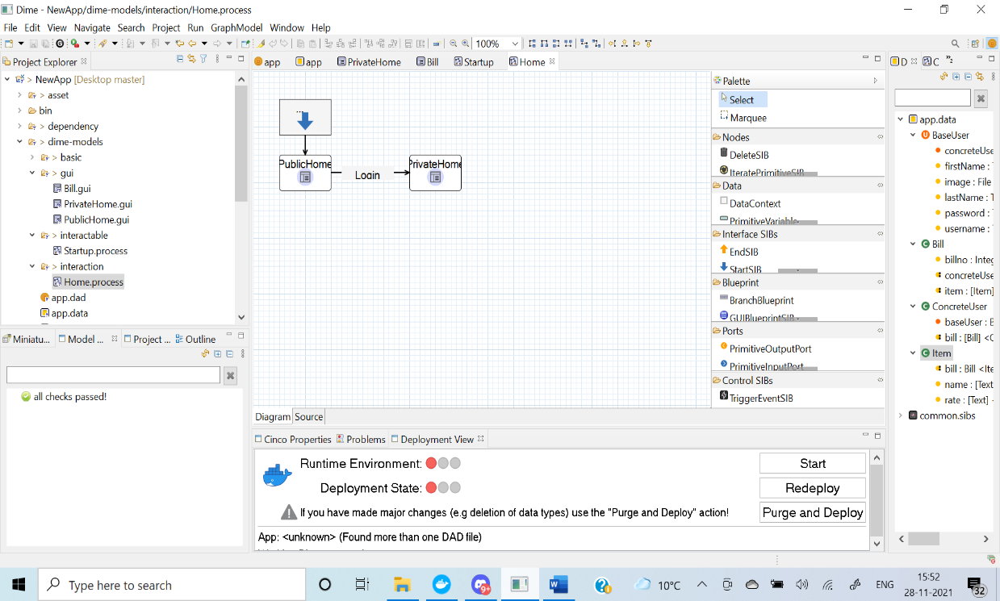 Dime - NewApp/dime-models/interaction/Home.process
File Edit View Navigate Search Project Run GraphModel Window Help
100%
Project Explorer
app
app
PrivateHome
Bill
Startup
Home
D
C
NewApp [Desktop master]
> asset
bin
> dependency
> dime-models
> basic
> gui
Bill.gui
PrivateHome.gui
PublicHome.gui
> interactable
Startup.process
> interaction
Home.process
app.dad
app.data
...
PublicHome
Login
PrivateHome
Palette
Select
Marquee
Nodes
DeleteSIB
IteratePrimitiveSIB
Data
DataContext
PrimitiveVariable
Interface SIBs
EndSIB
StartSIB
Blueprint
BranchBlueprint
GUIBlueprintSIB
Ports
PrimitiveOutputPort
PrimitiveInputPort
Control SIBs
TriggerEventSIB
app.data
BaseUser
concreteUse
firstName :
image : File
lastName : T
password :
username :
Bill
billno : Integ
concreteUse
item : [Item]
ConcreteUser
baseUser : B
bill : [Bill] <C
Item
bill : Bill <Ite
name : [Text
rate : [Text]
common.sibs
Miniatu...
Model ...
Project ...
Outline
all checks passed!
Diagram
Source
Cinco Properties
Problems
Deployment View
Runtime Environment:
Start
Deployment State:
Redeploy
If you have made major changes (e.g deletion of data types) use the "Purge and Deploy" action!
Purge and Deploy
App: <unknown> (Found more than one DAD file)
Type here to search
9+
10°C
ENG
15:52
28-11-2021
32